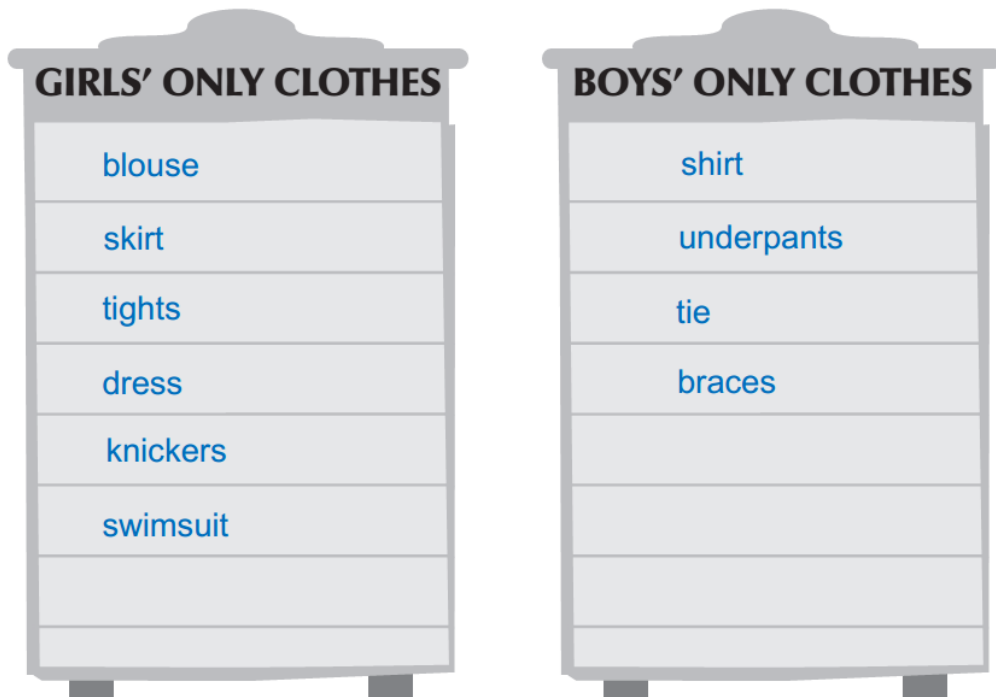 GIRLS’ ONLY CLOTHES
blouse
skirt
tights
dress
knickers
swimsuit
BOYS’ ONLY CLOTHES
shirt
underpants
tie
braces